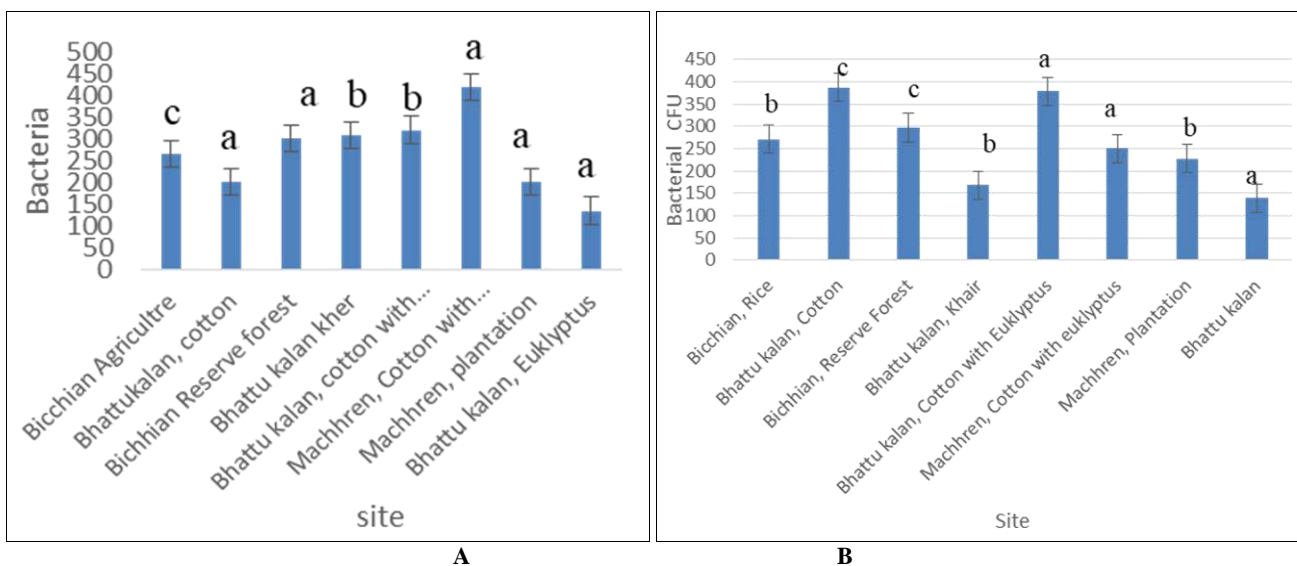 500
450
400
350
300
250
200
150
100
50
0
Bacteria
c
a
a
b
b
a
a
a
Bicchian Agricultre
Bhattukalan, cotton
Bichhian Reserve forest
Bhattu kalan kher
Bhattu kalan, cotton with...
Machhren, Cotton with...
Machhren, plantation
Bhattu kalan, Euklyptus
site
A
450
400
350
300
250
200
150
100
50
0
Bacterial CFU
b
c
c
b
a
a
b
a
Bicchian, Rice
Bhattu kalan, Cotton
Bichhian, Reserve Forest
Bhattu kalan, Khair
Bhattu kalan, Cotton with Euklyptus
Machhren, Cotton with euklyptus
Machhren, Plantation
Bhattu kalan
Site
B